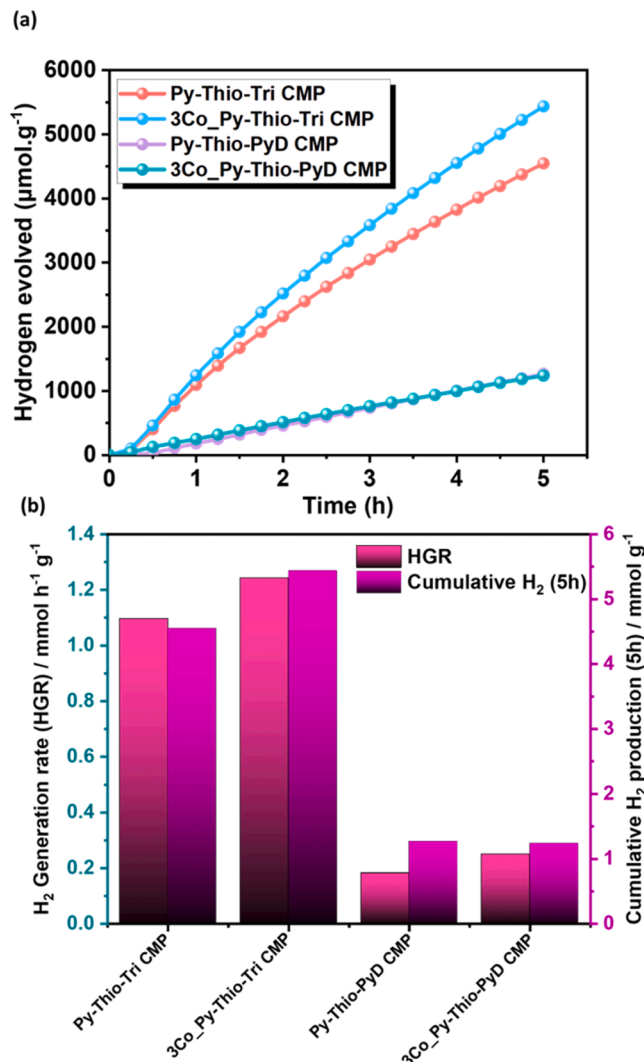 (a)
6000
5000
4000
3000
2000
1000
0
Hydrogen evolved (µmol.g⁻¹)
Py-Thio-Tri CMP
3Co_Py-Thio-Tri CMP
Py-Thio-PyD CMP
3Co_Py-Thio-PyD CMP
0 1 2 3 4 5
Time (h)
(b)
1.4
1.2
1.0
0.8
0.6
0.4
0.2
0.0
H₂ Generation rate (HGR) / mmol h⁻¹ g⁻¹
HGR
Cumulative H₂ (5h)
6
5
4
3
2
1
0
Cumulative H₂ production (5h) / mmol g⁻¹
Py-Thio-Tri CMP
3Co_Py-Thio-Tri CMP
Py-Thio-PyD CMP
3Co_Py-Thio-PyD CMP